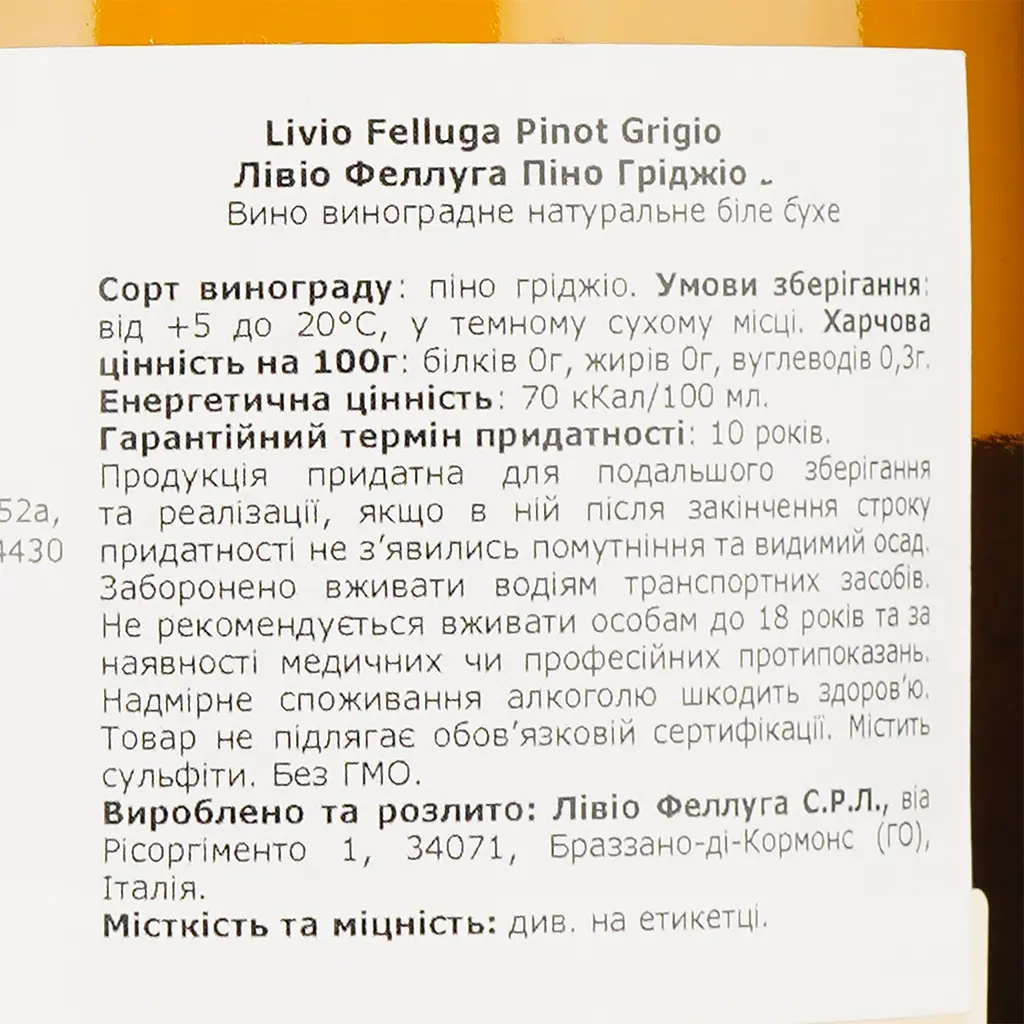 Livio Felluga Pinot Grigio
Лівіо Феллуга Піно Гріджіо
Вино виноградне натуральне біле сухе
Сорт винограду: піно гріджіо. Умови зберігання:
від +5 до 20°С, у темному сухому місці. Харчова
цінність на 100г: білків 0г, жирів 0г, вуглеводів 0,3г.
Енергетична цінність: 70 кКал/100 мл.
Гарантійний термін придатності: 10 років.
Продукція придатна для подальшого зберігання
та реалізації, якщо в ній після закінчення строку
придатності не з’явились помутніння та видимий осад.
Заборонено вживати водіям транспортних засобів.
Не рекомендується вживати особам до 18 років та за
наявності медичних чи професійних протипоказань.
Надмірне споживання алкоголю шкодить здоров’ю.
Товар не підлягає обов’язковій сертифікації. Містить
сульфіти. Без ГМО.
Вироблено та розлито: Лівіо Феллуга С.Р.Л., віа
Рісоргіменто 1, 34071, Браззано-ді-Кормонс (ГО),
Італія.
Місткість та міцність: див. на етикетці.
52а,
4430